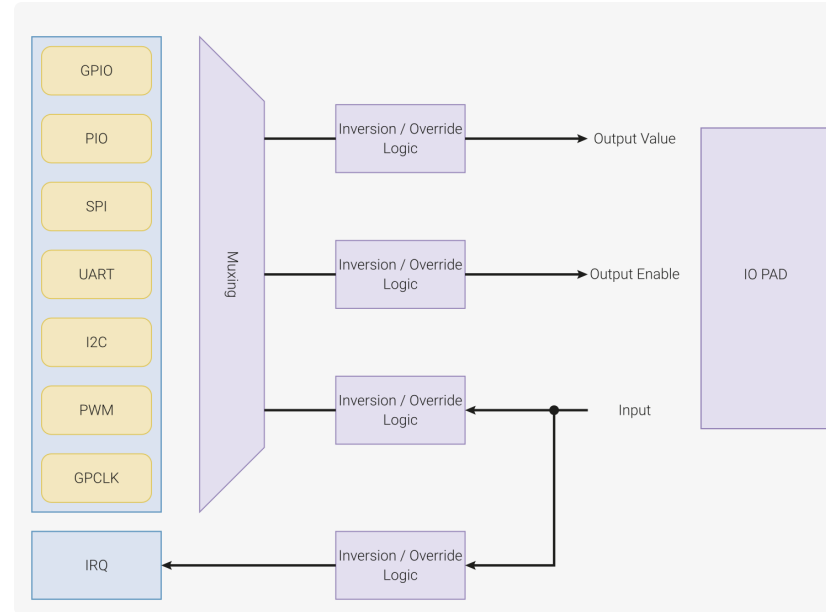 GPIO
PIO
SPI
UART
I2C
PWM
GPCLK
IRQ
Muxing
Inversion / Override
Logic
Output Value
Inversion / Override
Logic
Output Enable
Inversion / Override
Logic
Input
Inversion / Override
Logic
IO PAD